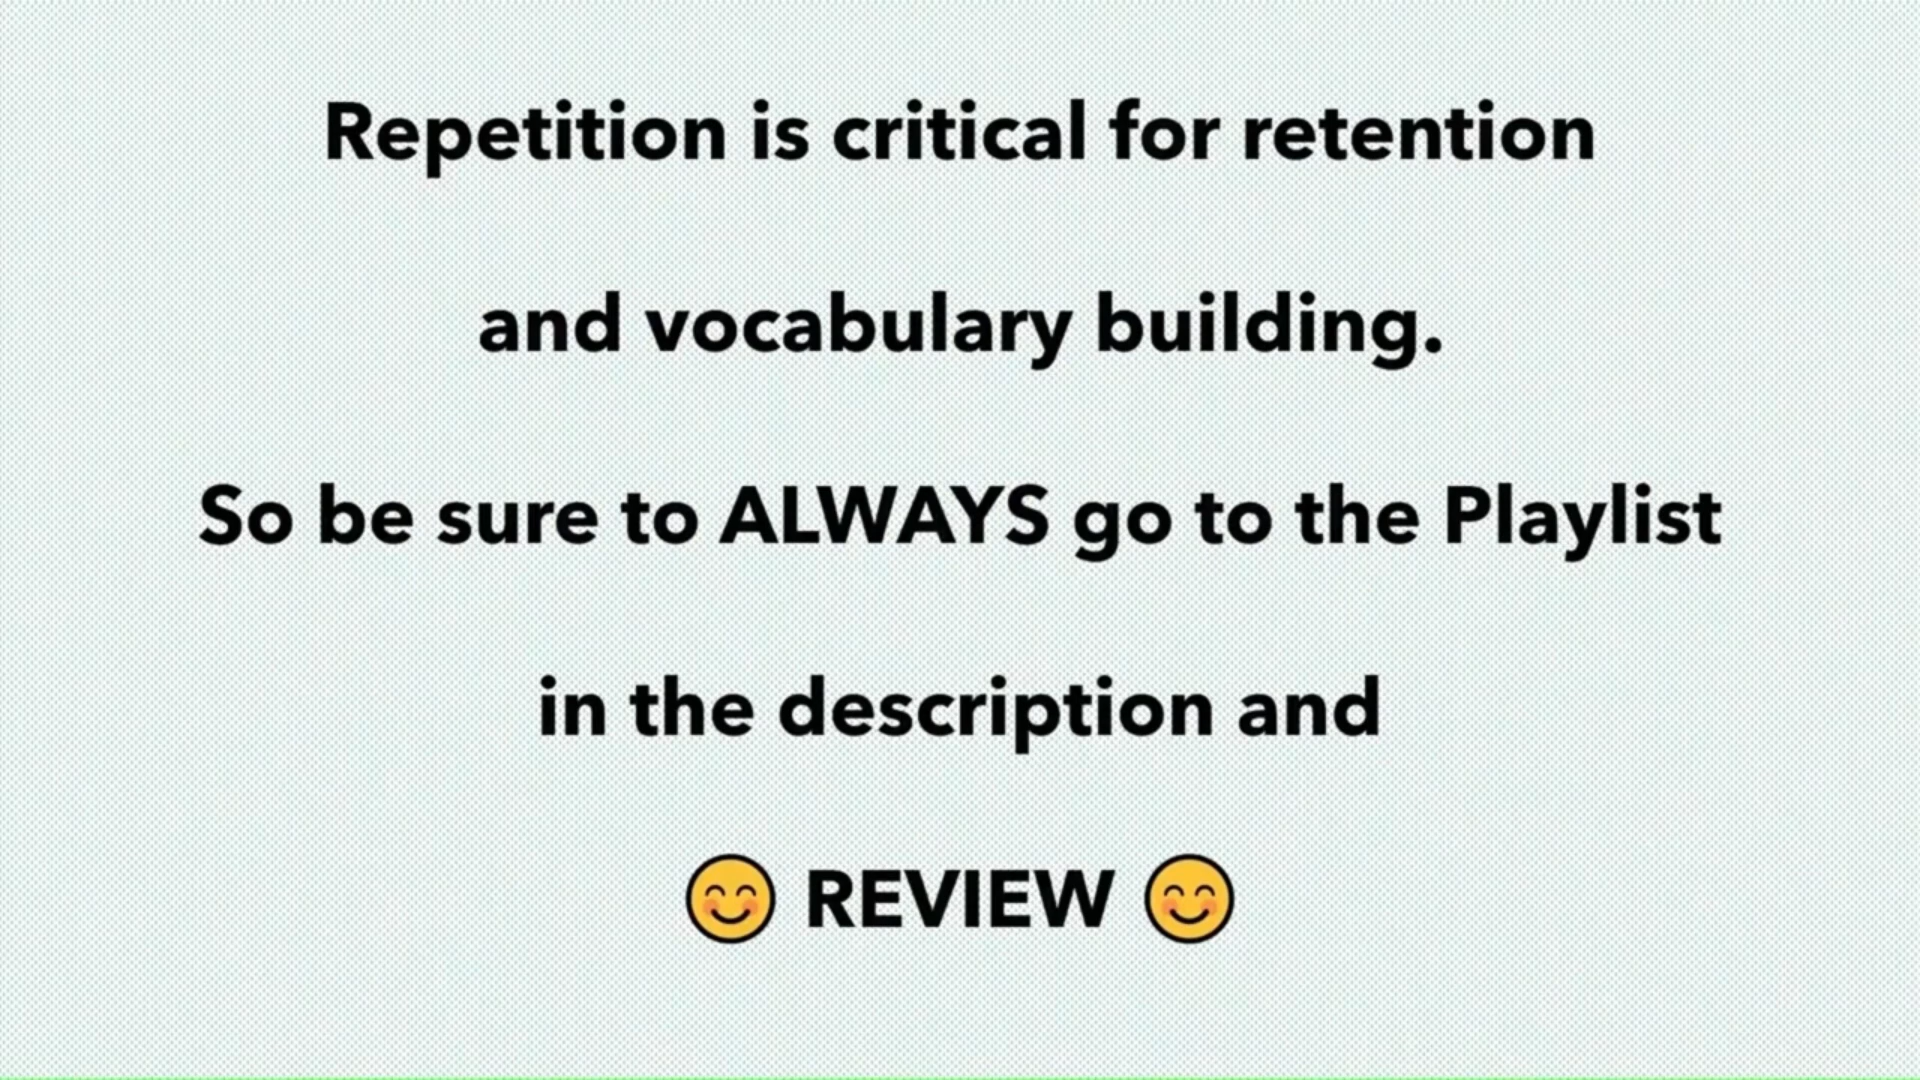 Repetition is critical for retention
and vocabulary building.
So be sure to ALWAYS go to the Playlist
in the description and
😊 REVIEW 😊